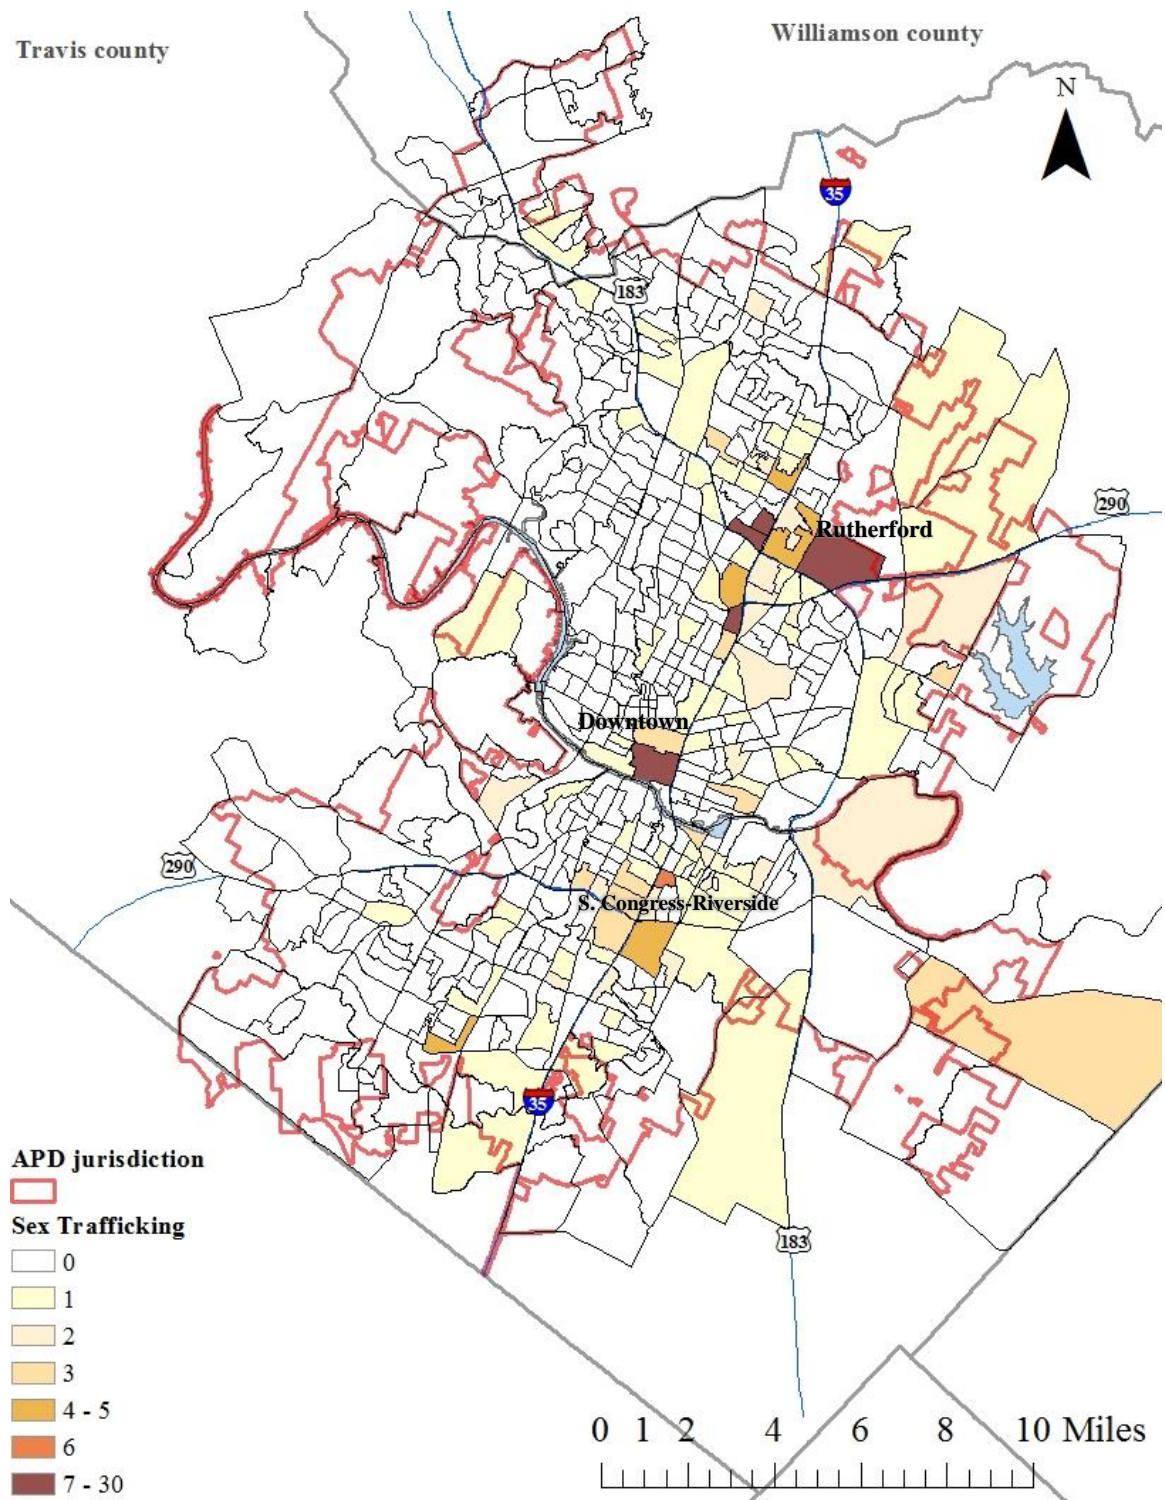 Travis county
Williamson county
N
35
183
290
Rutherford
Downtown
290
S. Congress-Riverside
35
183
APD jurisdiction
Sex Trafficking
0
1
2
3
4 - 5
6
7 - 30
0 1 2 4 6 8 10 Miles